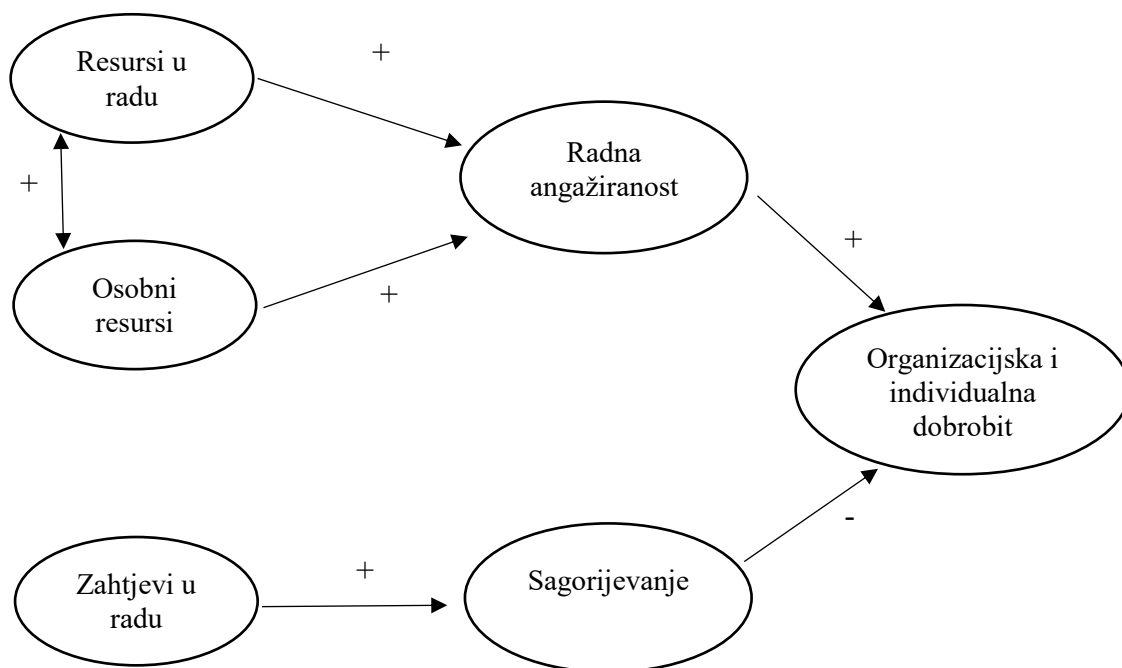 +
Resursi u
radu
+
Radna
angažiranost
+
Osobni
resursi
+
+
Organizacijska i
individualna
dobrobit
Zahtjevi u
radu
+
Sagorijevanje
-